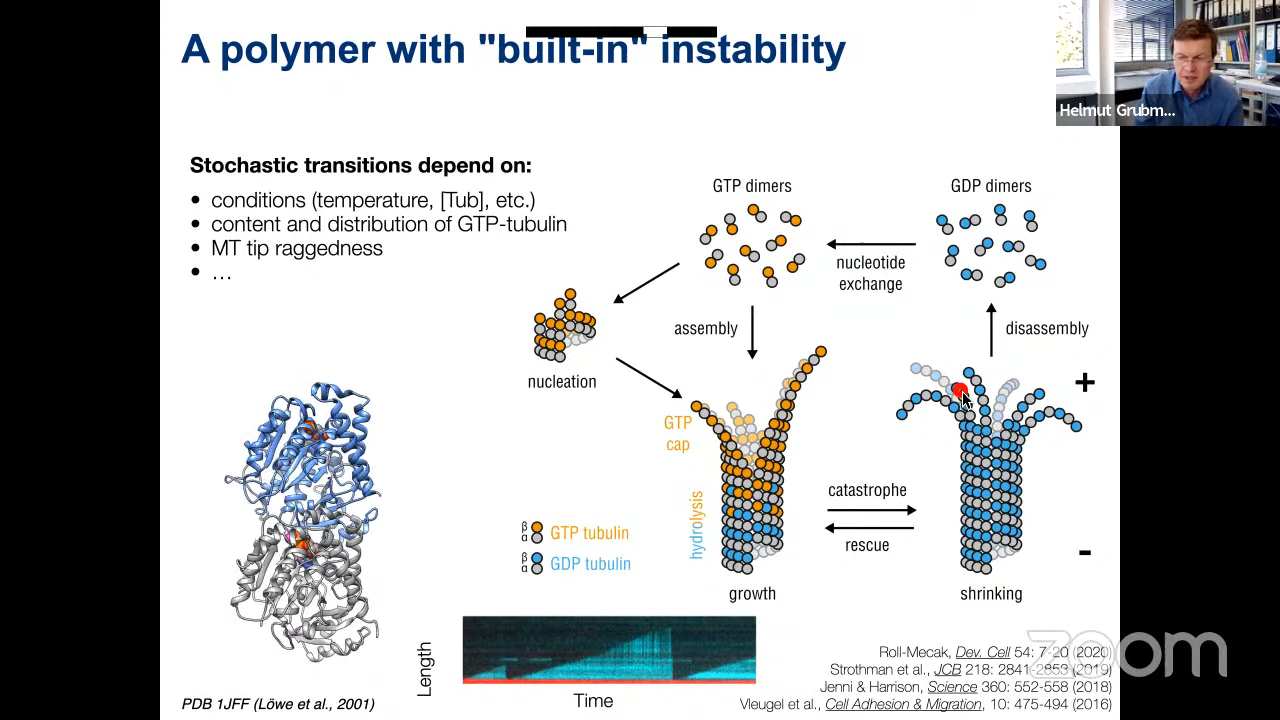 A polymer with "built-in" instability
Helmut Grubm...
Stochastic transitions depend on:
• conditions (temperature, [Tub], etc.)
• content and distribution of GTP-tubulin
• MT tip raggedness
• …
GTP dimers
GDP dimers
nucleotide
exchange
assembly
disassembly
nucleation
+
GTP
cap
hydrolysis
catastrophe
rescue
-
β
α
GTP tubulin
β
α
GDP tubulin
growth
shrinking
Length
Time
zoom
Roll-Mecak, Dev. Cell 54: 7-20 (2020)
Strothman et al., JCB 218: 2841-2853 (2019)
Jenni & Harrison, Science 360: 552-558 (2018)
Vleugel et al., Cell Adhesion & Migration, 10: 475-494 (2016)
PDB 1JFF (Löwe et al., 2001)